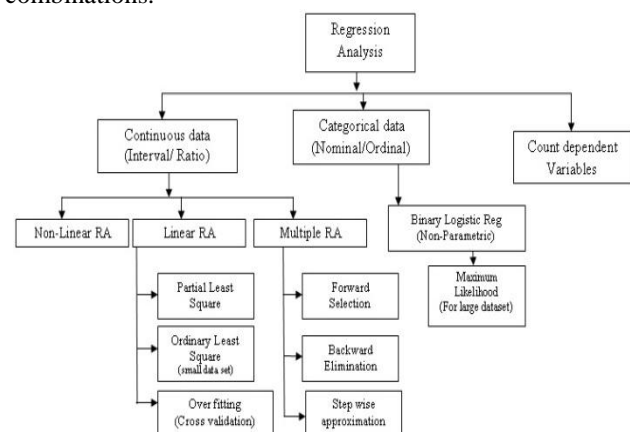 combinations.
Regression
Analysis
Continuous data
(Interval/ Ratio)
Categorical data
(Nominal/Ordinal)
Count dependent
Variables
Non-Linear RA
Linear RA
Multiple RA
Binary Logistic Reg
(Non-Parametric)
Partial Least
Square
Forward
Selection
Maximum
Likelihood
(For large dataset)
Ordinary Least
Square
(small data set)
Backward
Elimination
Over fitting
(Cross validation)
Step wise
approximation